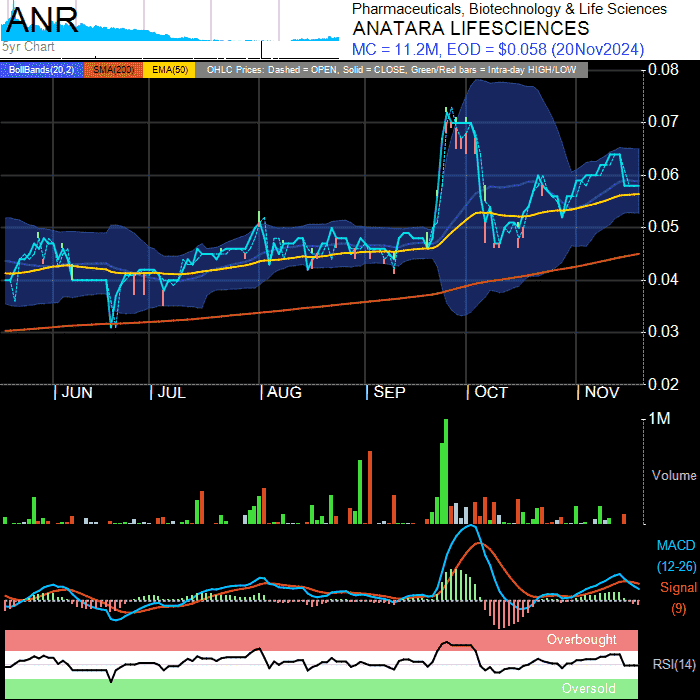 ANR
5yr Chart
Pharmaceuticals, Biotechnology & Life Sciences
ANATARA LIFESCIENCES
MC = 11.2M, EOD = $0.058 (20Nov2024)
BollBands(20,2) SMA(200) EMA(50) OHLC Prices: Dashed = OPEN, Solid = CLOSE, Green/Red bars = Intra-day HIGH/LOW
0.08
0.07
0.06
0.05
0.04
0.03
0.02
JUN JUL AUG SEP OCT NOV
1M
Volume
MACD
(12-26)
Signal
(9)
Overbought
RSI(14)
Oversold